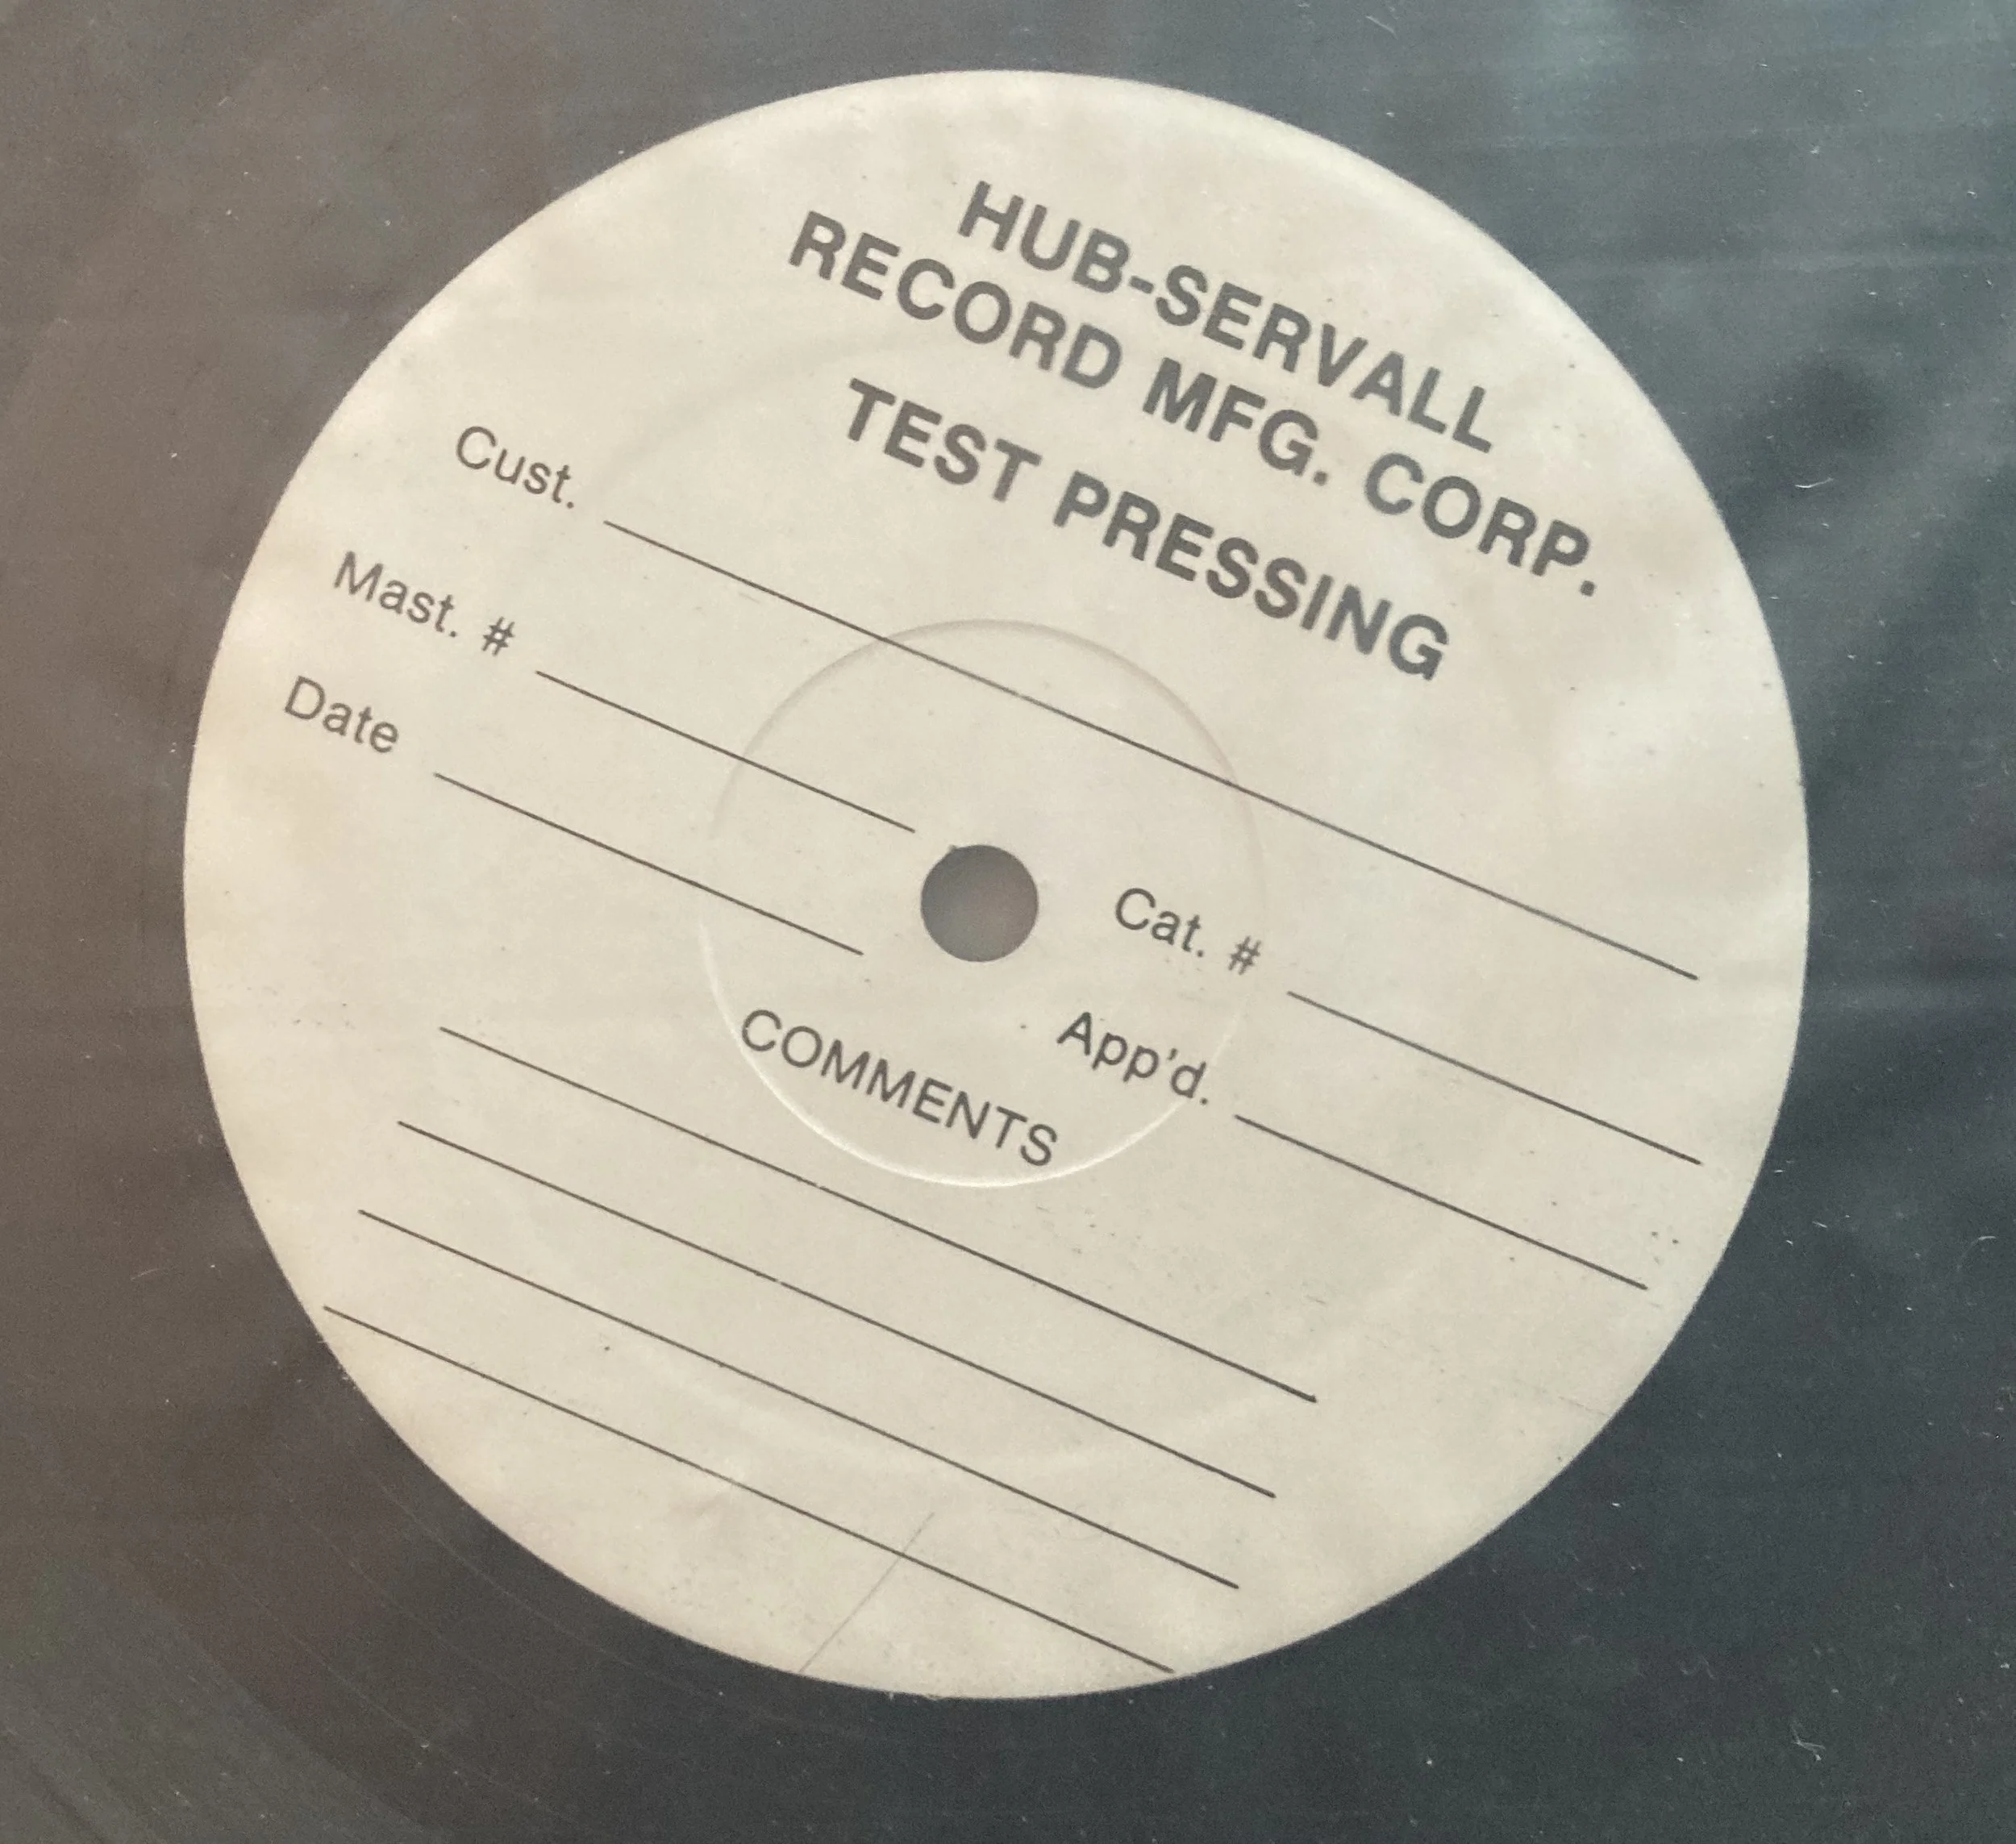 HUB-SERVALL
RECORD MFG. CORP.
TEST PRESSING
Cust.
Mast. # Cat. #
Date App'd.
COMMENTS